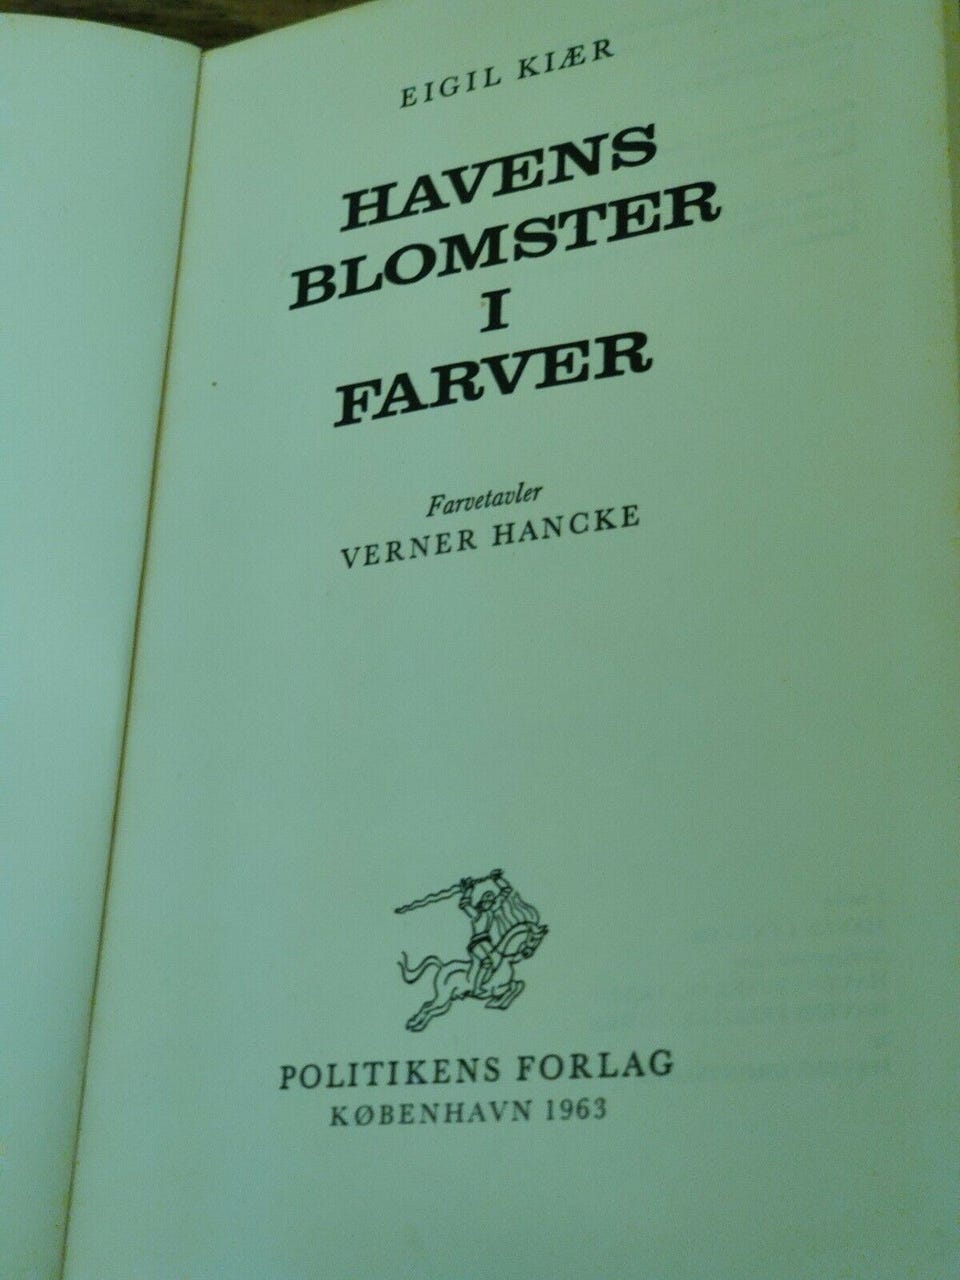 EIGIL KIÆR
HAVENS
BLOMSTER
I
FARVER
Farvetavler
VERNER HANCKE
POLITIKENS FORLAG
KØBENHAVN 1963